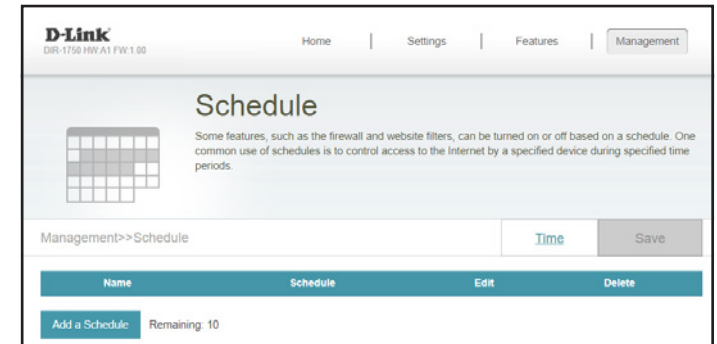 D-Link
DIR-1750 HW:A1 FW:1.00
Home | Settings | Features | Management
Schedule
Some features, such as the firewall and website filters, can be turned on or off based on a schedule. One
common use of schedules is to control access to the Internet by a specified device during specified time
periods.
Management>>Schedule
Time
Save
Name Schedule Edit Delete
Add a Schedule Remaining: 10